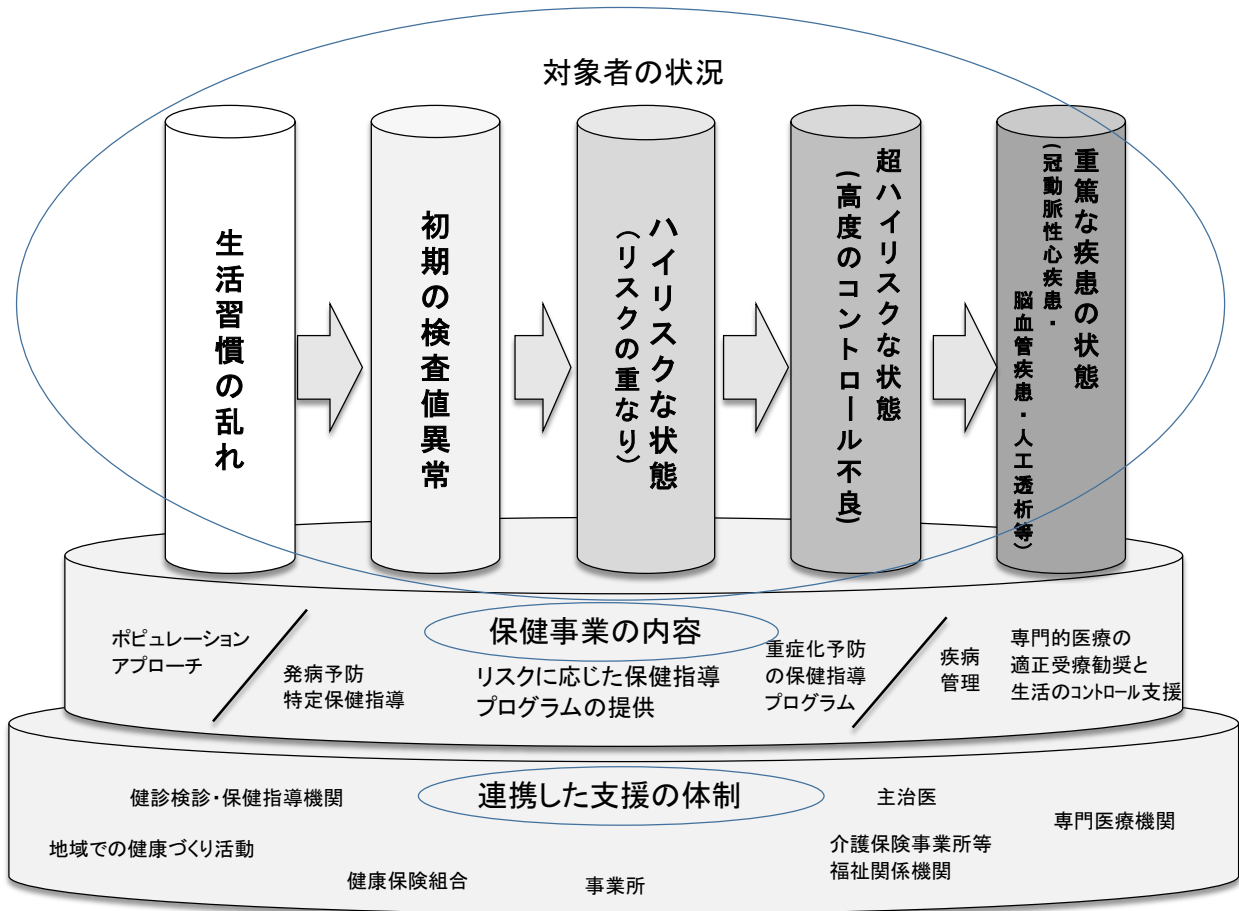 対象者の状況
生活習慣の乱れ
初期の検査値異常
ハイリスクな状態
(リスクの重なり)
超ハイリスクな状態
(高度のコントロール不良)
重篤な疾患の状態
(冠動脈性心疾患・
脳血管疾患・人工透析等)
保健事業の内容
ポピュレーション
アプローチ
発病予防
特定保健指導
リスクに応じた保健指導
プログラムの提供
重症化予防
の保健指導
プログラム
疾病
管理
専門的医療の
適正受療勧奨と
生活のコントロール支援
連携した支援の体制
健診検診・保健指導機関
主治医
専門医療機関
地域での健康づくり活動
介護保険事業所等
福祉関係機関
健康保険組合
事業所